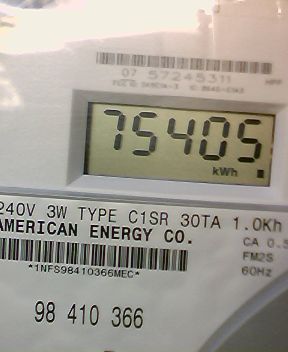 07 57245311
75405
kWh
240V 3W TYPE C1SR 30TA 1.0Kh
AMERICAN ENERGY CO.
CA 0.5
FM2S
60Hz
*1NFS98410366MEC*
98 410 366